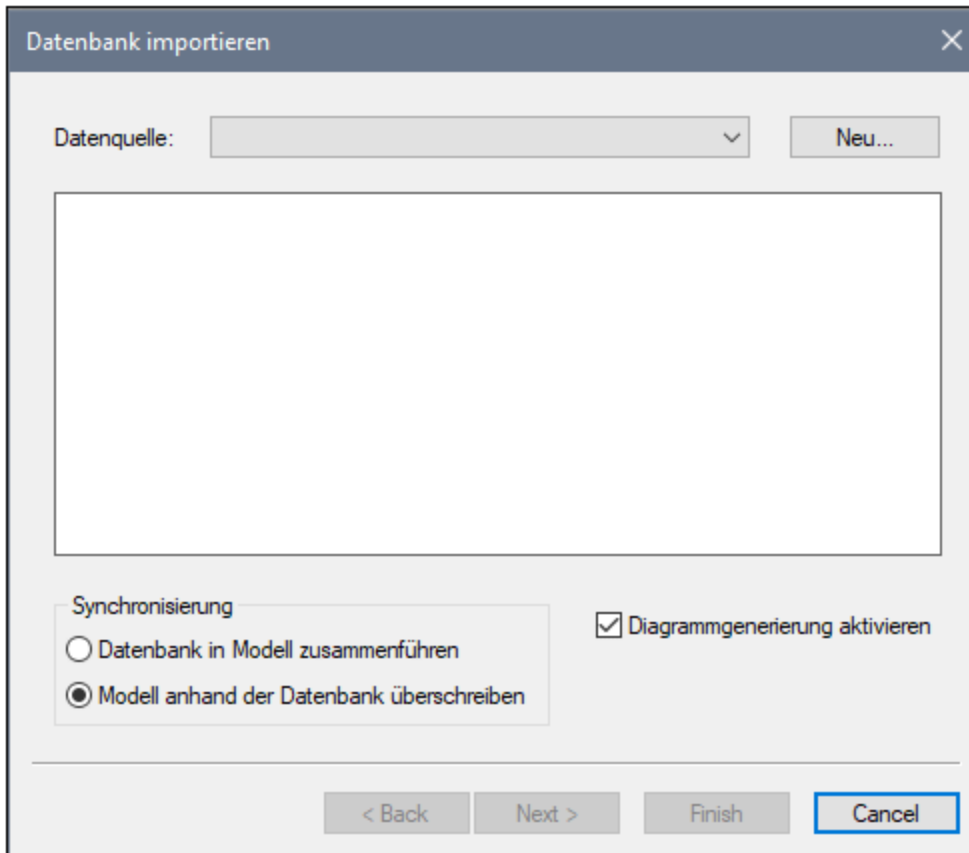 Datenbank importieren
Datenquelle:
Neu...
Synchronisierung
Datenbank in Modell zusammenführen
Modell anhand der Datenbank überschreiben
Diagrammgenerierung aktivieren
< Back
Next >
Finish
Cancel